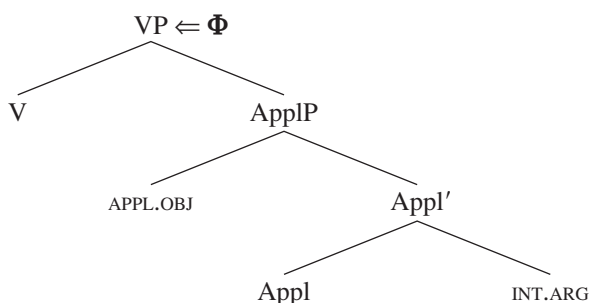 VP ⇐ Φ
V ApplP
APPL.OBJ Appl′
Appl INT.ARG